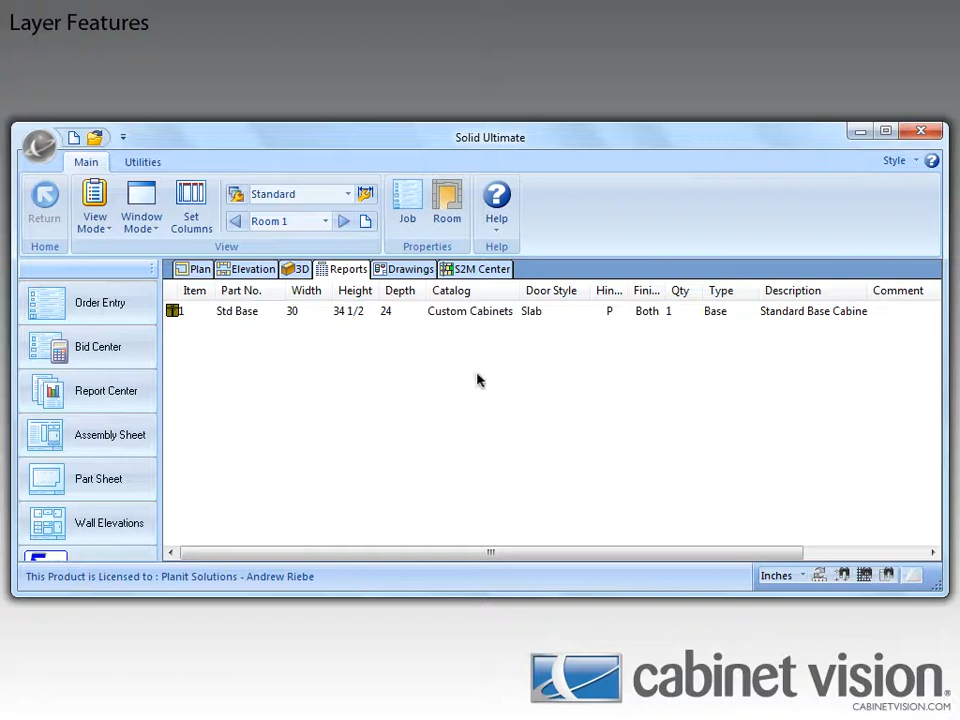 Layer Features
Solid Ultimate
Main Utilities Style
Return View Mode Window Mode Set Columns Standard Room 1 Job Room Help
Home View Properties Help
Plan Elevation 3D Reports Drawings S2M Center
Item Part No. Width Height Depth Catalog Door Style Hin... Fini... Qty Type Description Comment
1 Std Base 30 34 1/2 24 Custom Cabinets Slab P Both 1 Base Standard Base Cabine
Order Entry
Bid Center
Report Center
Assembly Sheet
Part Sheet
Wall Elevations
This Product is Licensed to : Planit Solutions - Andrew Riebe Inches
cabinet vision®
CABINETVISION.COM